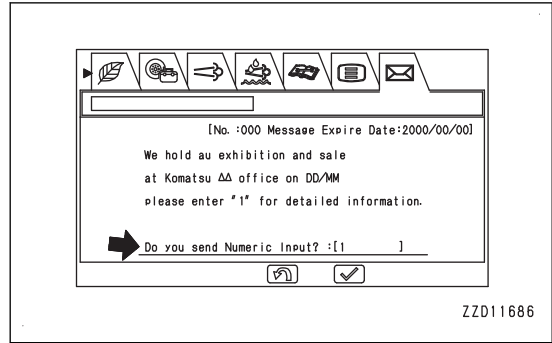 [No. :000 Message Expire Date:2000/00/00]
We hold au exhibition and sale
at Komatsu ΔΔ office on DD/MM
please enter "1" for detailed information.
Do you send Numeric Input? :[1 ]
ZZD11686